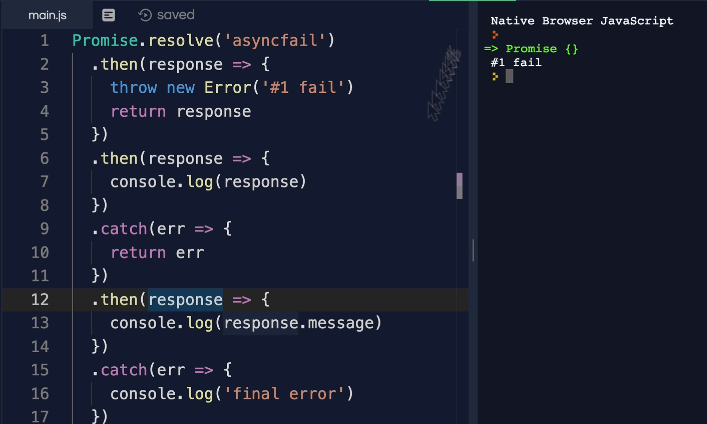 main.js saved
1 Promise.resolve('asyncfail')
2 .then(response => {
3 throw new Error('#1 fail')
4 return response
5 })
6 .then(response => {
7 console.log(response)
8 })
9 .catch(err => {
10 return err
11 })
12 .then(response => {
13 console.log(response.message)
14 })
15 .catch(err => {
16 console.log('final error')
17 })
Native Browser JavaScript
=> Promise {}
#1 fail